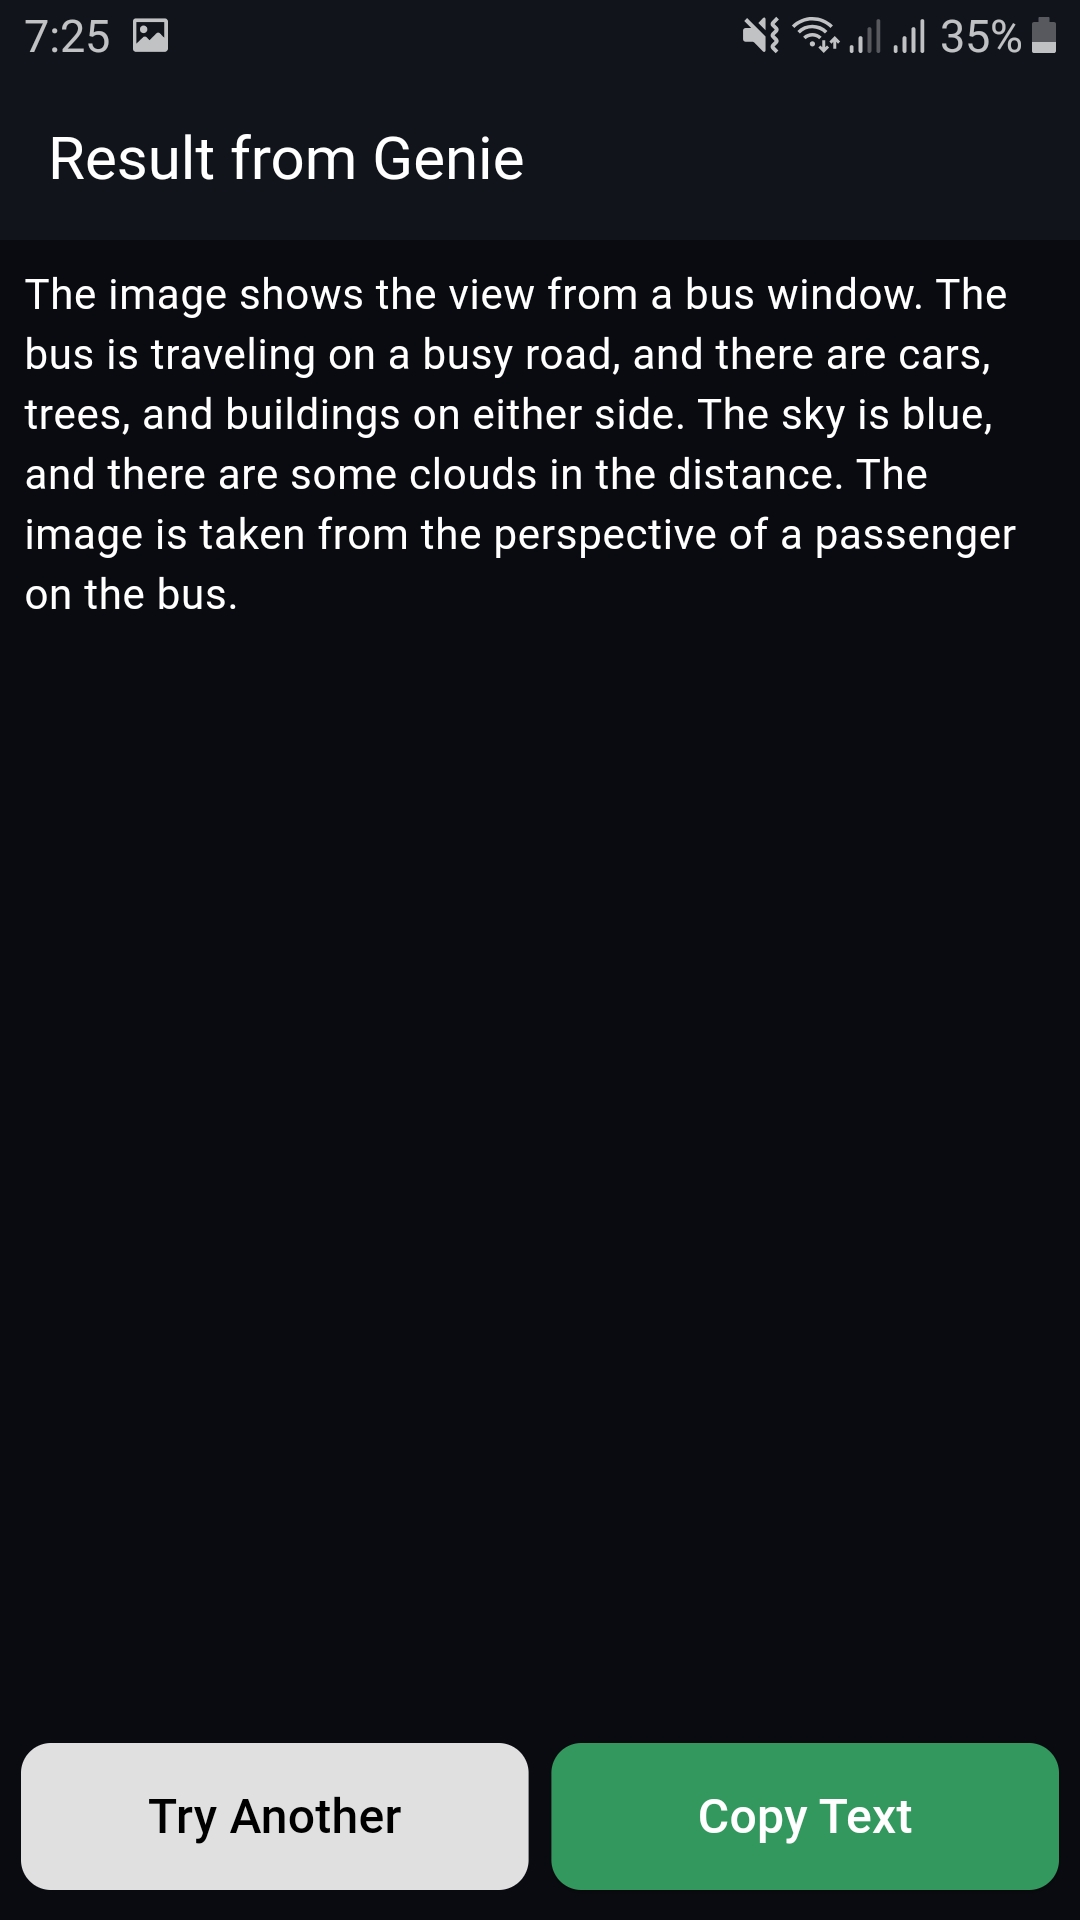 7:25
35%
Result from Genie
The image shows the view from a bus window. The
bus is traveling on a busy road, and there are cars,
trees, and buildings on either side. The sky is blue,
and there are some clouds in the distance. The
image is taken from the perspective of a passenger
on the bus.
Try Another
Copy Text